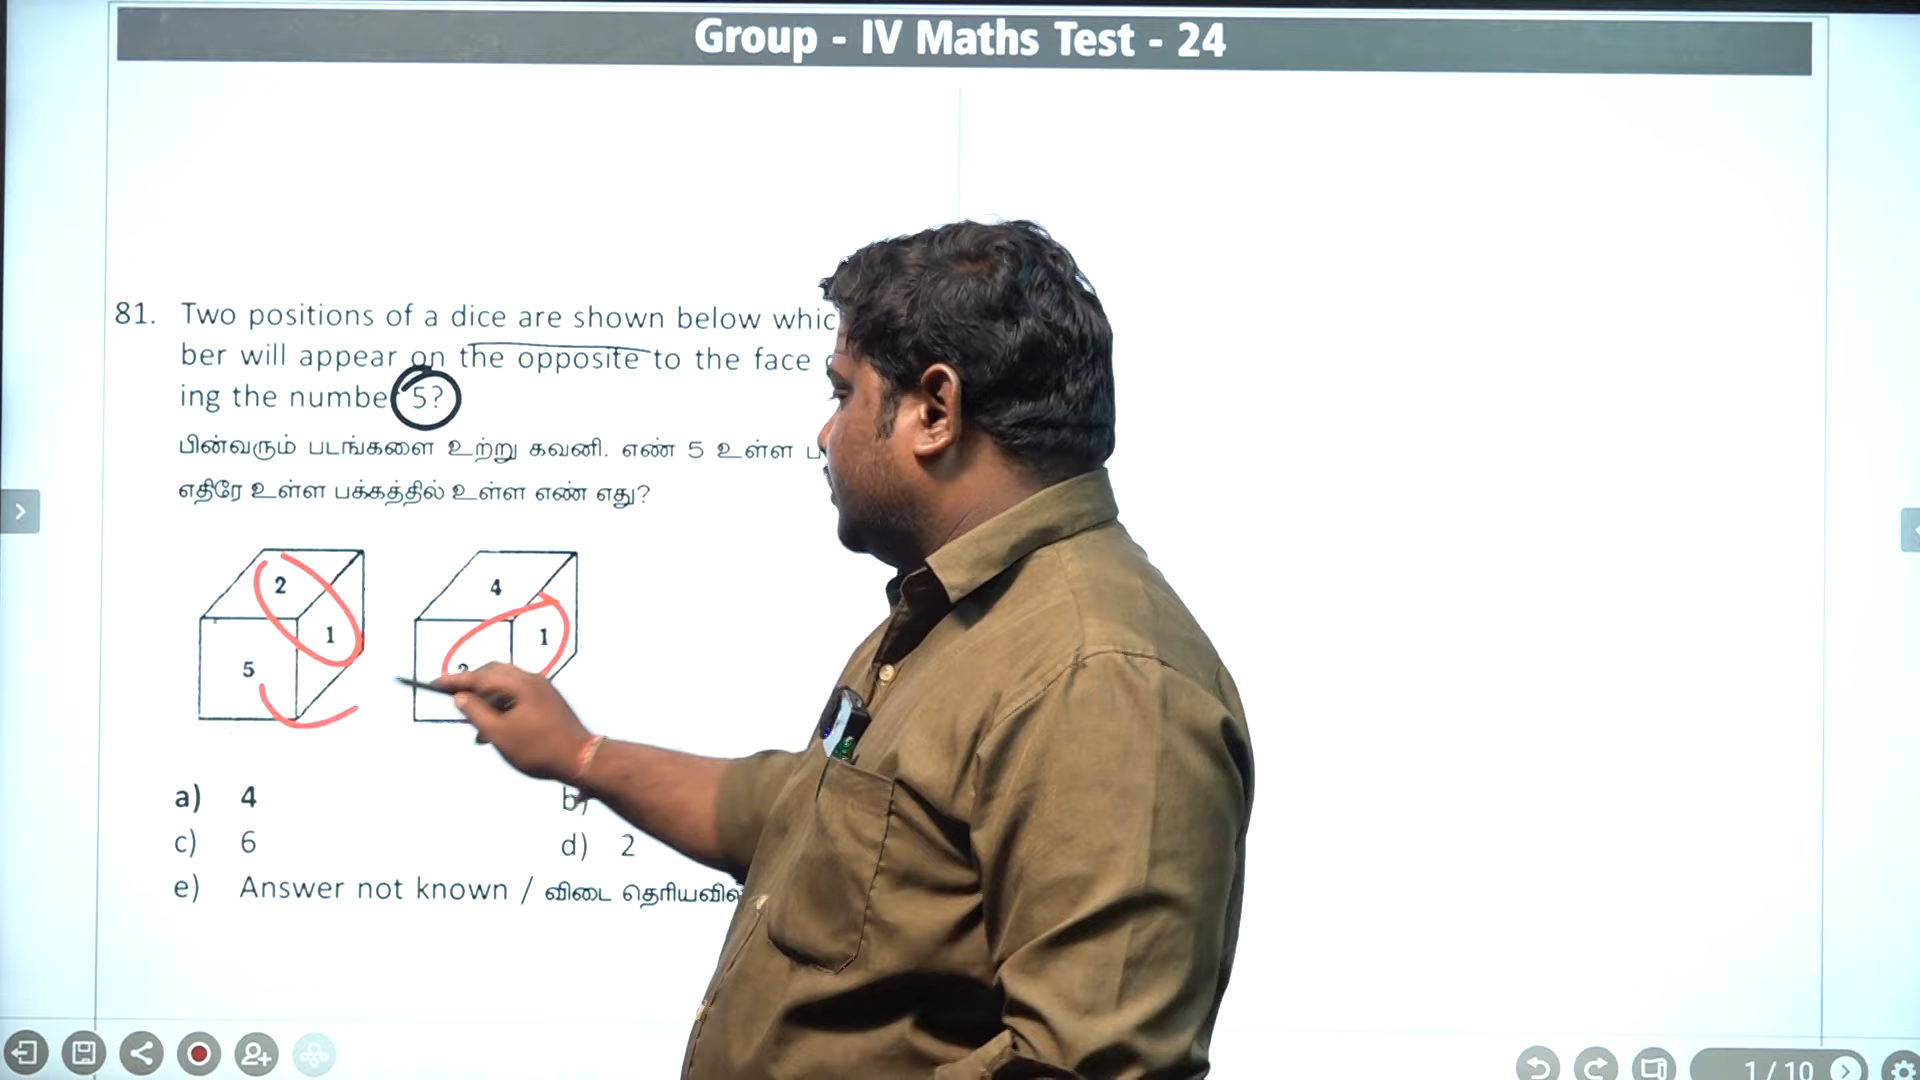 Group - IV Maths Test - 24
81. Two positions of a dice are shown below whic
ber will appear on the opposite to the face
ing the number 5?
பின்வரும் படங்களை உற்று கவனி. எண் 5 உள்ள ப
எதிரே உள்ள பக்கத்தில் உள்ள எண் எது?
2 4
1 1
5
a) 4 b)
c) 6 d) 2
e) Answer not known / விடை தெரியவில்
1 / 10